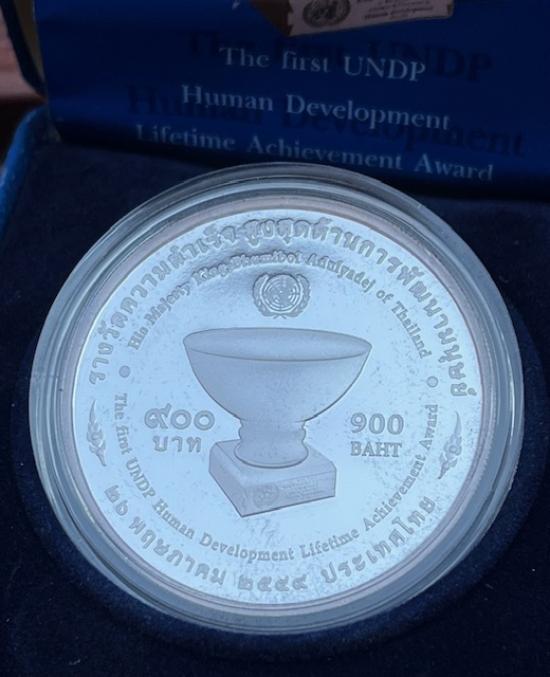 The first UNDP
Human Development
Lifetime Achievement Award
รางวัลความสำเร็จสูงสุดด้านการพัฒนามนุษย์
His Majesty King Bhumibol Adulyadej of Thailand
๙๐๐
บาท
900
BAHT
The first UNDP Human Development Lifetime Achievement Award
๒๖ พฤษภาคม ๒๕๔๙ ประเทศไทย